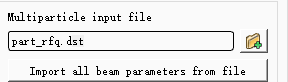 Multiparticle input file
part_rfq.dst
Import all beam parameters from file